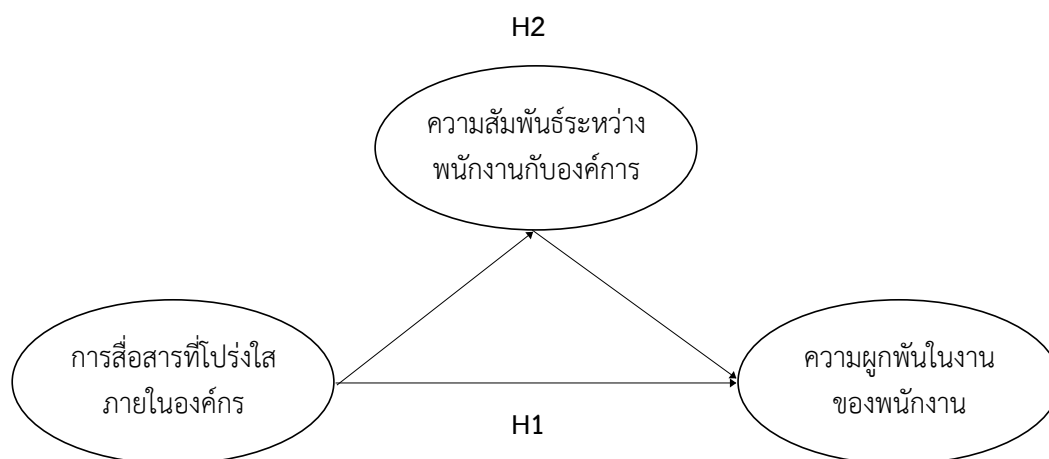 H2
ความสัมพันธ์ระหว่าง
พนักงานกับองค์การ
การสื่อสารที่โปร่งใส
ภายในองค์กร
ความผูกพันในงาน
ของพนักงาน
H1